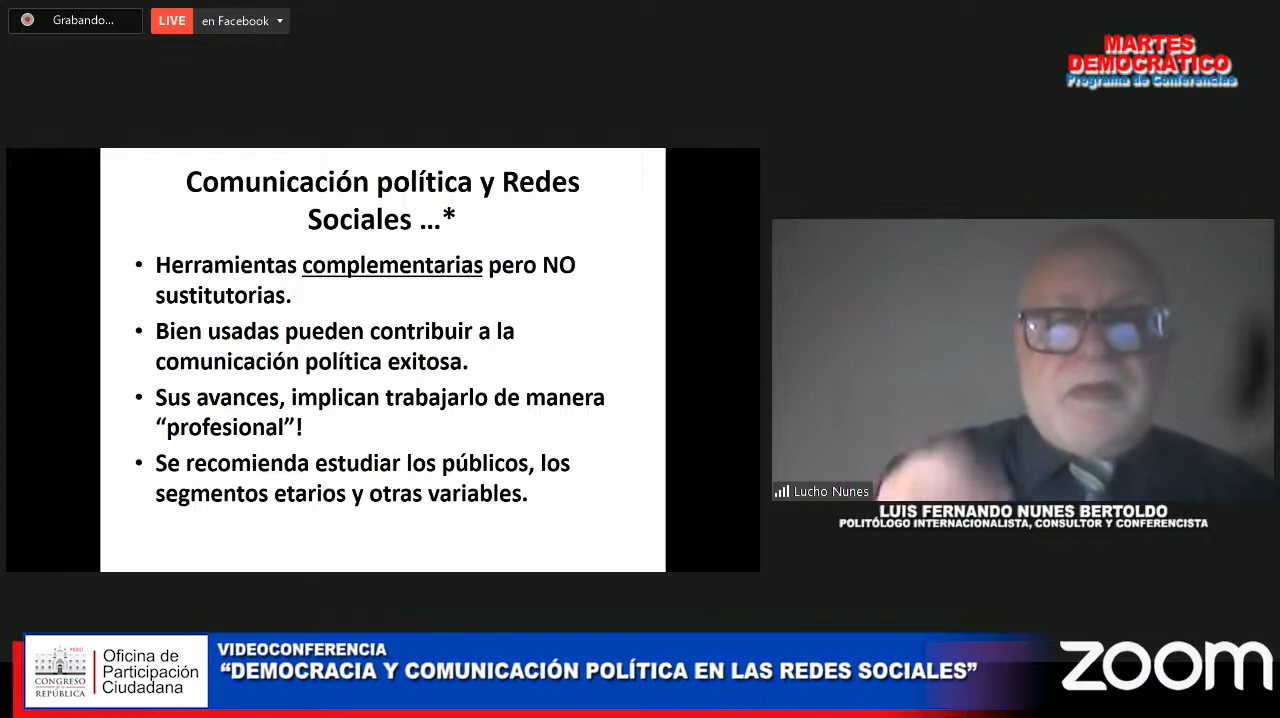 Grabando...
LIVE en Facebook
MARTES
DEMOCRÁTICO
Programa de Conferencias
Comunicación política y Redes
Sociales ...*
• Herramientas complementarias pero NO
sustitutorias.
• Bien usadas pueden contribuir a la
comunicación política exitosa.
• Sus avances, implican trabajarlo de manera
“profesional”!
• Se recomienda estudiar los públicos, los
segmentos etarios y otras variables.
Lucho Nunes
LUIS FERNANDO NUNES BERTOLDO
POLITÓLOGO INTERNACIONALISTA, CONSULTOR Y CONFERENCISTA
PERÚ
CONGRESO
de la
REPÚBLICA
Oficina de
Participación
Ciudadana
VIDEOCONFERENCIA
“DEMOCRACIA Y COMUNICACIÓN POLÍTICA EN LAS REDES SOCIALES”
zoom